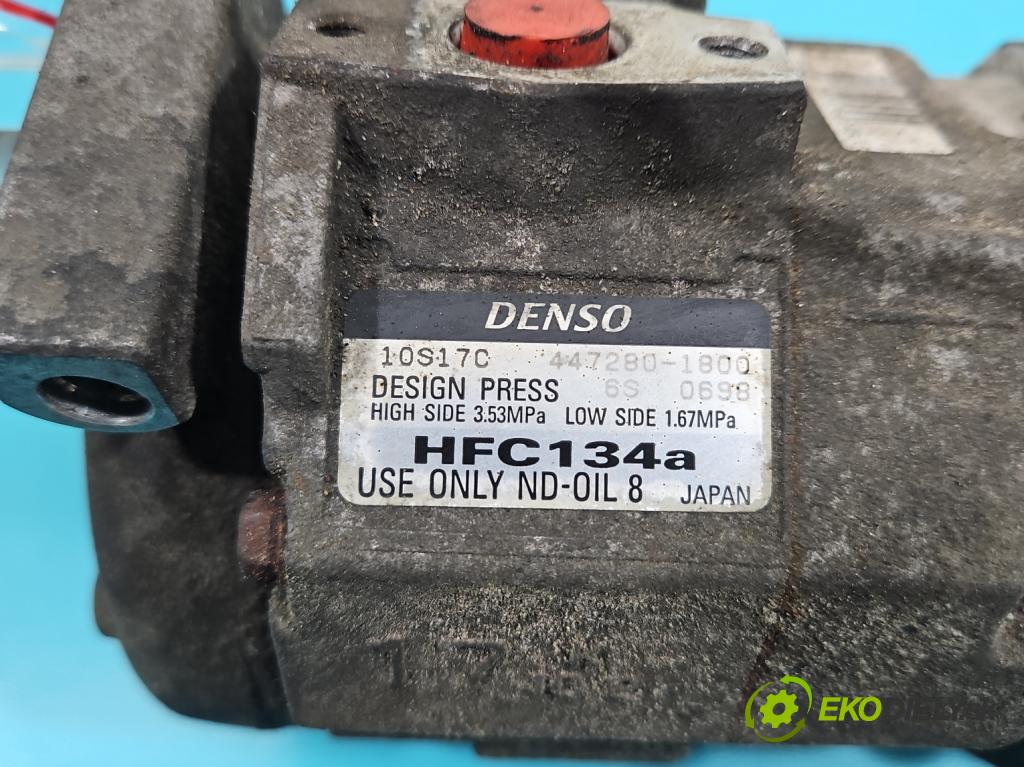 DENSO
10S17C 447280-1800
DESIGN PRESS 6S 0698
HIGH SIDE 3.53MPa LOW SIDE 1.67MPa
HFC134a
USE ONLY ND-OIL 8 JAPAN
17